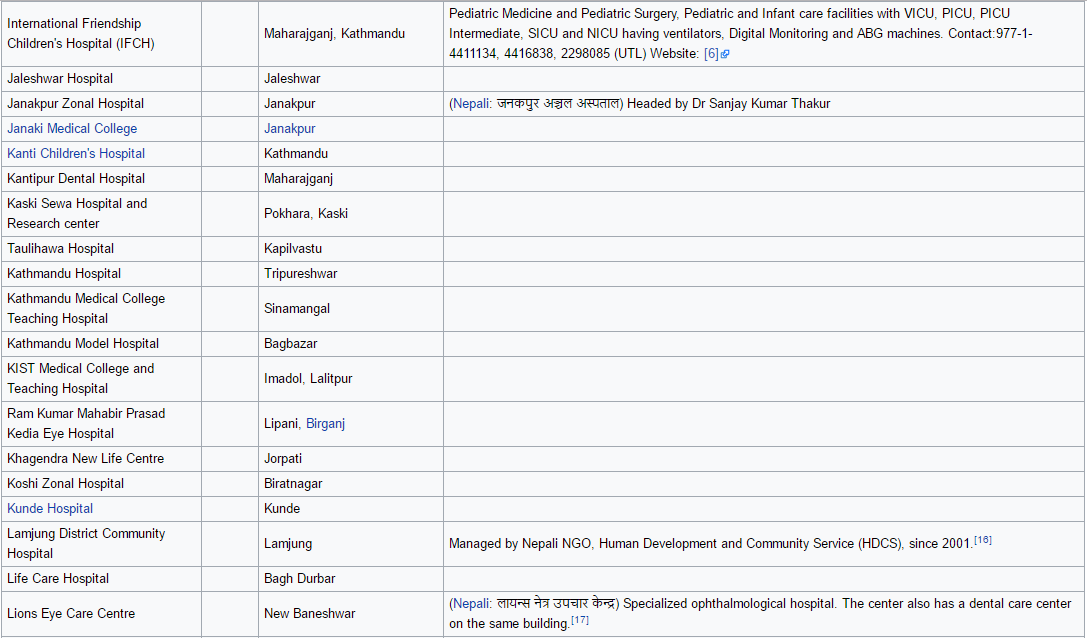 International Friendship
Children's Hospital (IFCH)
Maharajganj, Kathmandu
Pediatric Medicine and Pediatric Surgery, Pediatric and Infant care facilities with VICU, PICU, PICU
Intermediate, SICU and NICU having ventilators, Digital Monitoring and ABG machines. Contact:977-1-
4411134, 4416838, 2298085 (UTL) Website: [6]
Jaleshwar Hospital
Jaleshwar
Janakpur Zonal Hospital
Janakpur
(Nepali: जनकपुर अञ्चल अस्पताल) Headed by Dr Sanjay Kumar Thakur
Janaki Medical College
Janakpur
Kanti Children's Hospital
Kathmandu
Kantipur Dental Hospital
Maharajganj
Kaski Sewa Hospital and
Research center
Pokhara, Kaski
Taulihawa Hospital
Kapilvastu
Kathmandu Hospital
Tripureshwar
Kathmandu Medical College
Teaching Hospital
Sinamangal
Kathmandu Model Hospital
Bagbazar
KIST Medical College and
Teaching Hospital
Imadol, Lalitpur
Ram Kumar Mahabir Prasad
Kedia Eye Hospital
Lipani, Birganj
Khagendra New Life Centre
Jorpati
Koshi Zonal Hospital
Biratnagar
Kunde Hospital
Kunde
Lamjung District Community
Hospital
Lamjung
Managed by Nepali NGO, Human Development and Community Service (HDCS), since 2001.[16]
Life Care Hospital
Bagh Durbar
Lions Eye Care Centre
New Baneshwar
(Nepali: लायन्स नेत्र उपचार केन्द्र) Specialized ophthalmological hospital. The center also has a dental care center
on the same building.[17]